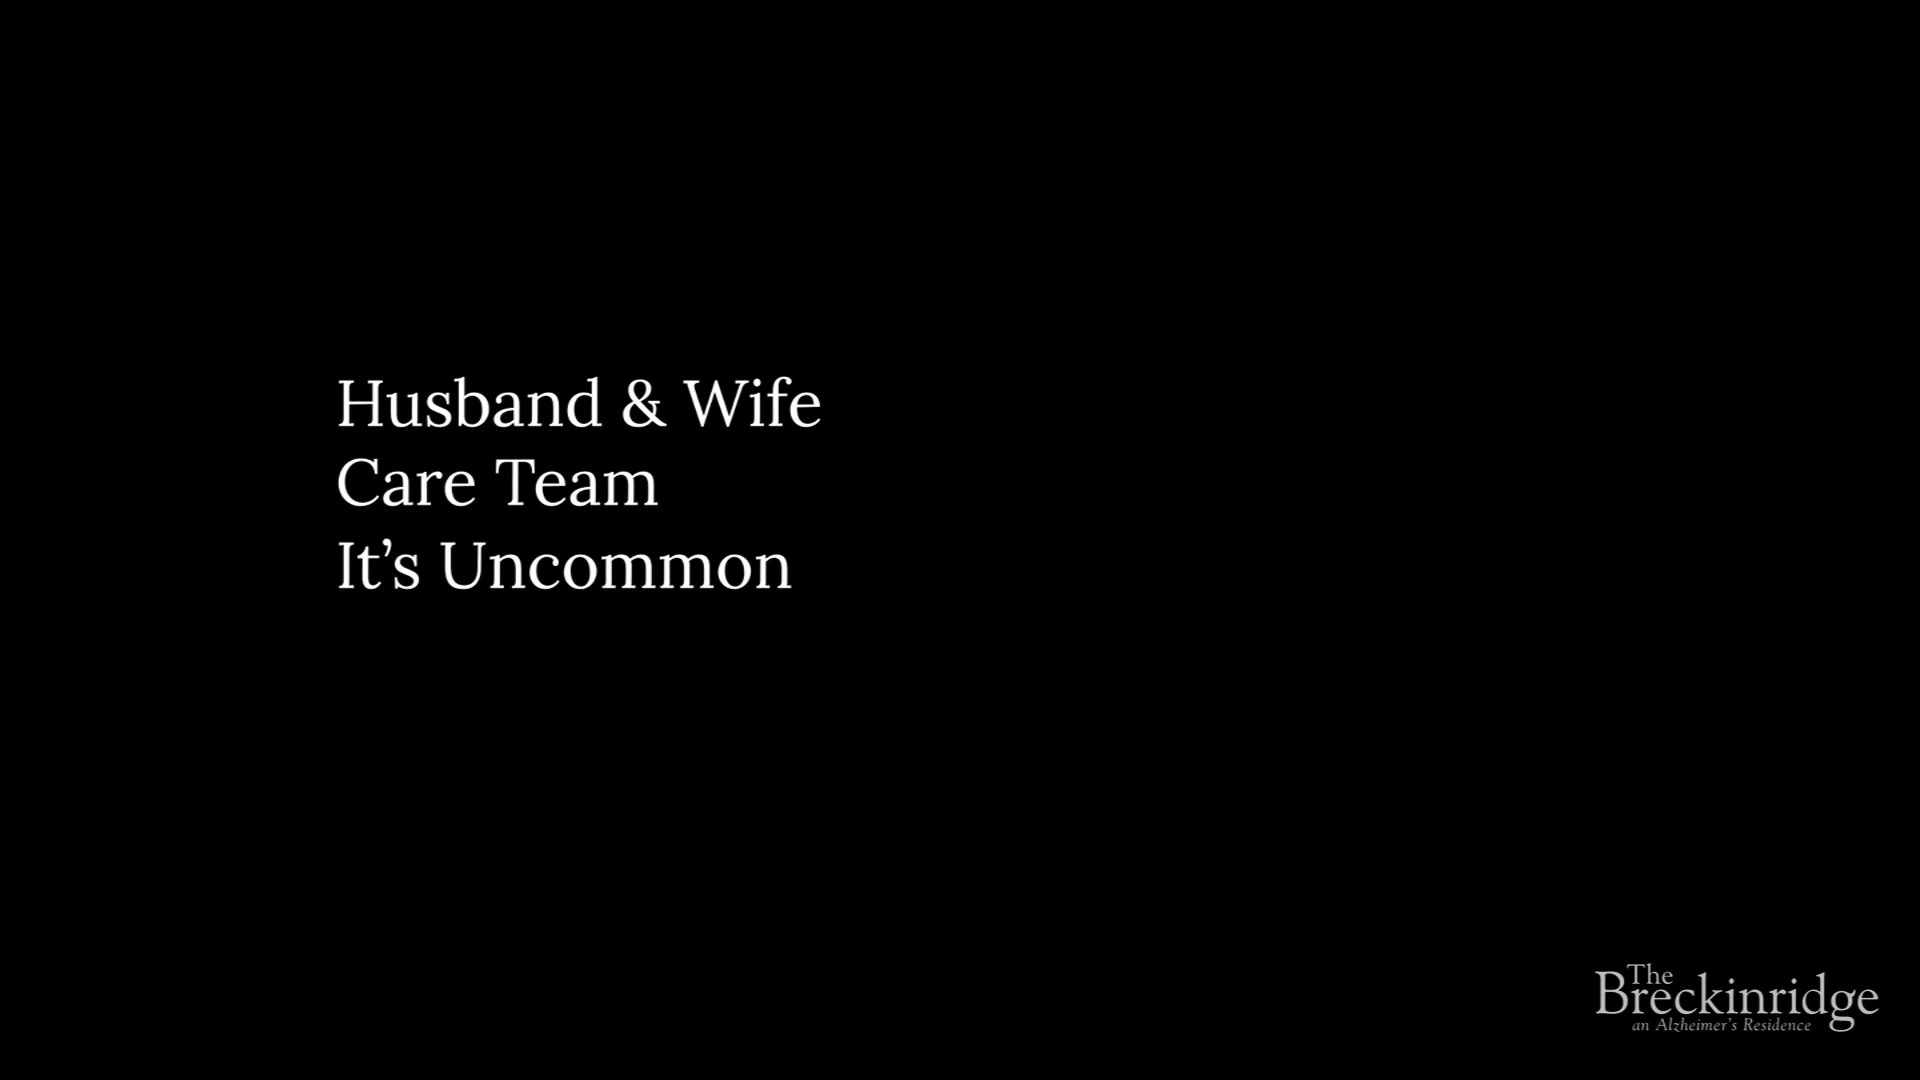 Husband & Wife
Care Team
It’s Uncommon
The
Breckinridge
an Alzheimer's Residence